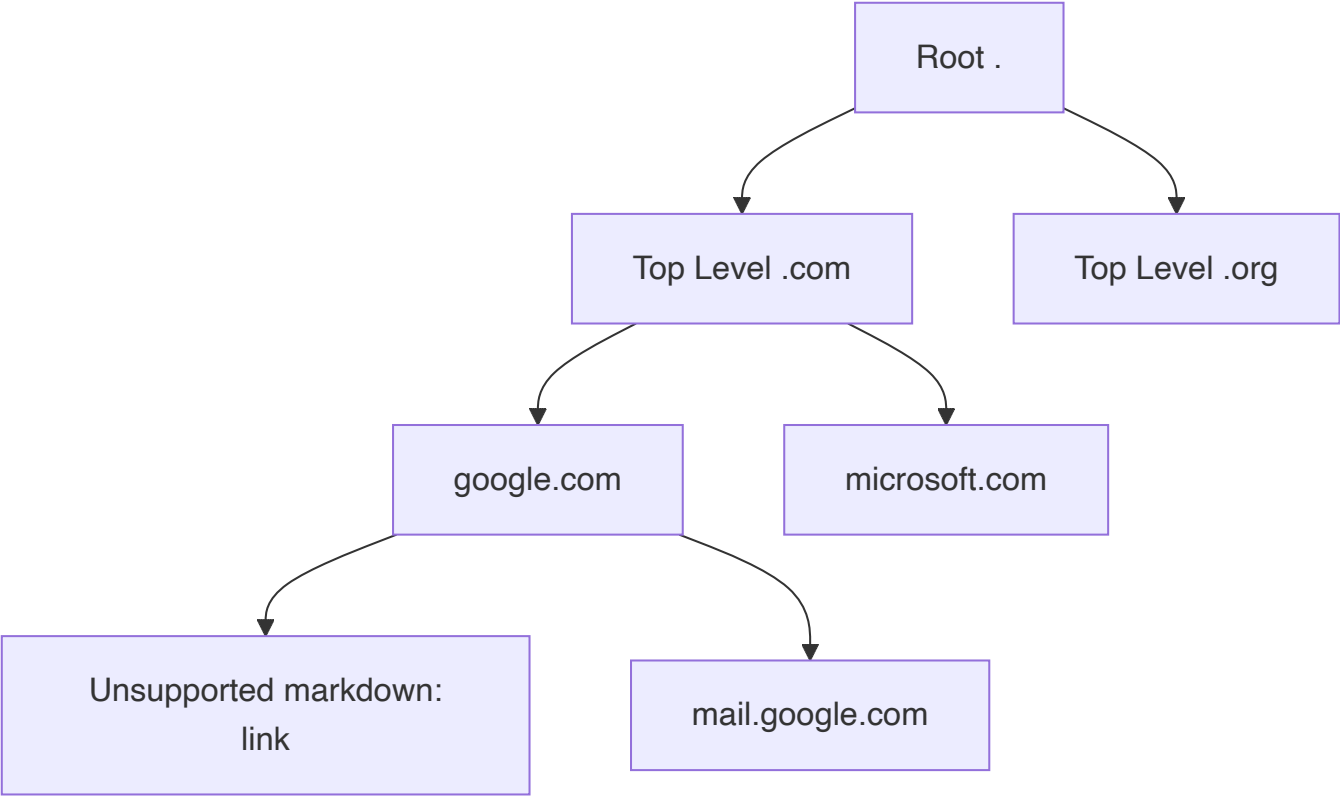 Root .
Top Level .com
Top Level .org
google.com
microsoft.com
Unsupported markdown:
link
mail.google.com